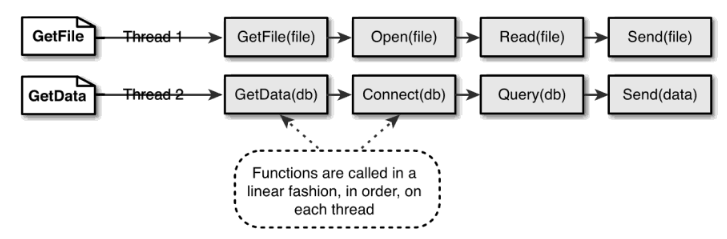 GetFile Thread 1 GetFile(file) Open(file) Read(file) Send(file)
GetData Thread 2 GetData(db) Connect(db) Query(db) Send(data)
Functions are called in a
linear fashion, in order, on
each thread